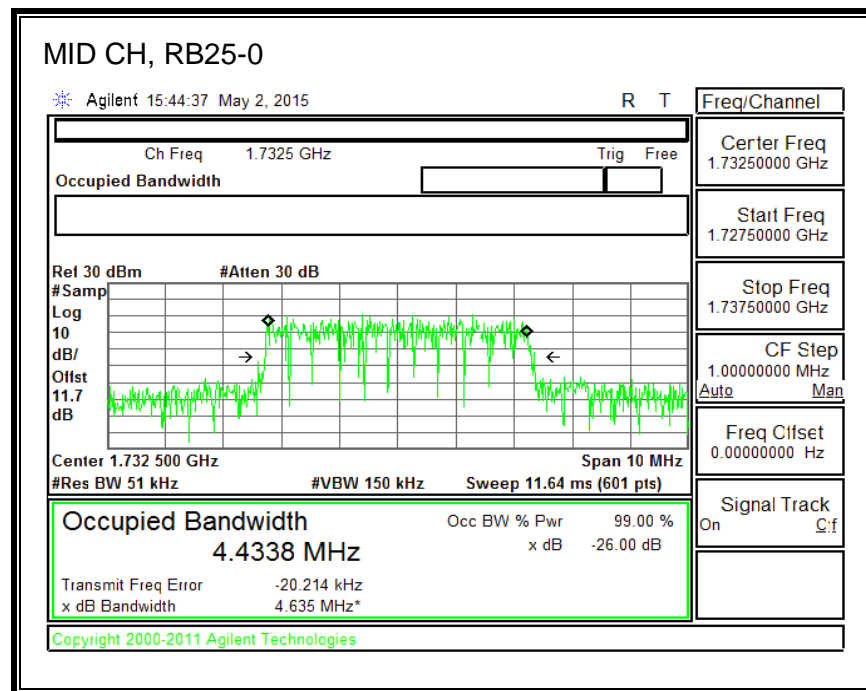 MID CH, RB25-0
Agilent 15:44:37 May 2, 2015 R T
Freq/Channel
Ch Freq 1.7325 GHz Trig Free
Occupied Bandwidth
Center Freq
1.73250000 GHz
Start Freq
1.72750000 GHz
Stop Freq
1.73750000 GHz
CF Step
1.00000000 MHz
Auto Man
Freq Offset
0.00000000 Hz
Signal Track
On Off
Ref 30 dBm #Atten 30 dB
#Samp
Log
10
dB/
Offst
11.7
dB
Center 1.732 500 GHz Span 10 MHz
#Res BW 51 kHz #VBW 150 kHz Sweep 11.64 ms (601 pts)
Occupied Bandwidth
4.4338 MHz
Occ BW % Pwr 99.00 %
x dB -26.00 dB
Transmit Freq Error -20.214 kHz
x dB Bandwidth 4.635 MHz*
Copyright 2000-2011 Agilent Technologies